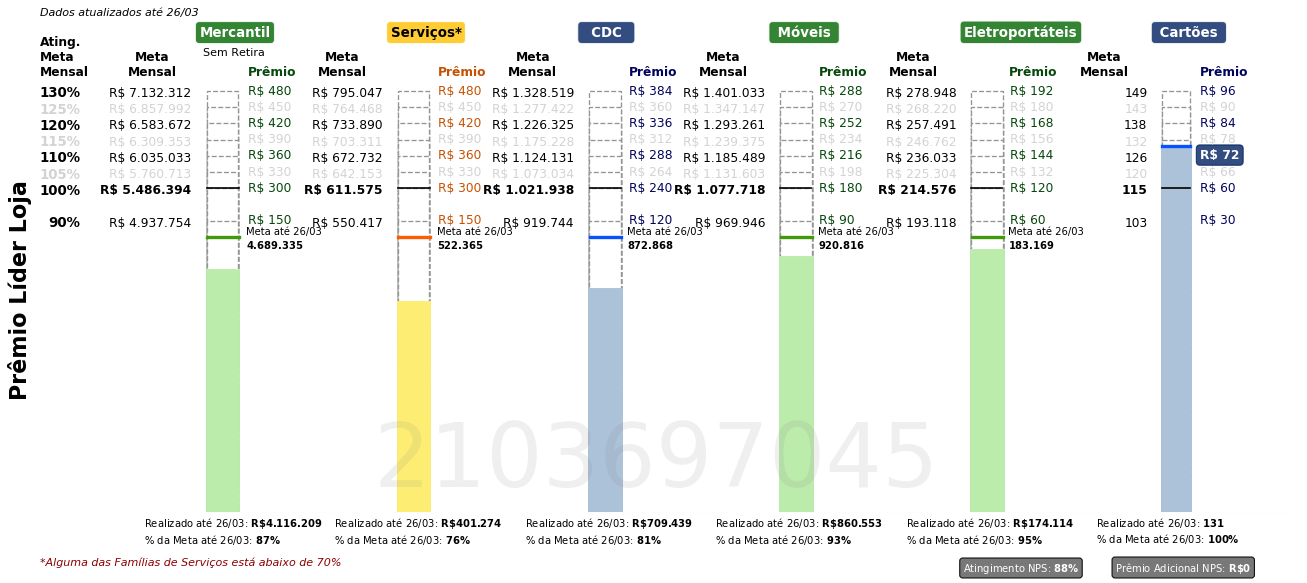 Dados atualizados até 26/03
Mercantil Serviços* CDC Móveis Eletroportáteis Cartões
Sem Retira
Ating. Meta Mensal
Meta Mensal Prêmio Meta Mensal Prêmio Meta Mensal Prêmio Meta Mensal Prêmio Meta Mensal Prêmio Meta Mensal Prêmio
130% R$ 7.132.312 R$ 480 R$ 795.047 R$ 480 R$ 1.328.519 R$ 384 R$ 1.401.033 R$ 288 R$ 278.948 R$ 192 149 R$ 96
125% R$ 6.857.992 R$ 450 R$ 764.468 R$ 450 R$ 1.277.422 R$ 360 R$ 1.347.147 R$ 270 R$ 268.220 R$ 180 143 R$ 90
120% R$ 6.583.672 R$ 420 R$ 733.890 R$ 420 R$ 1.226.325 R$ 336 R$ 1.293.261 R$ 252 R$ 257.491 R$ 168 138 R$ 84
115% R$ 6.309.353 R$ 390 R$ 703.311 R$ 390 R$ 1.175.228 R$ 312 R$ 1.239.375 R$ 234 R$ 246.762 R$ 156 132 R$ 78
110% R$ 6.035.033 R$ 360 R$ 672.732 R$ 360 R$ 1.124.131 R$ 288 R$ 1.185.489 R$ 216 R$ 236.033 R$ 144 126 R$ 72
105% R$ 5.760.713 R$ 330 R$ 642.153 R$ 330 R$ 1.073.034 R$ 264 R$ 1.131.603 R$ 198 R$ 225.304 R$ 132 120 R$ 66
100% R$ 5.486.394 R$ 300 R$ 611.575 R$ 300 R$ 1.021.938 R$ 240 R$ 1.077.718 R$ 180 R$ 214.576 R$ 120 115 R$ 60
90% R$ 4.937.754 R$ 150 R$ 550.417 R$ 150 R$ 919.744 R$ 120 R$ 969.946 R$ 90 R$ 193.118 R$ 60 103 R$ 30
Meta até 26/03 Meta até 26/03 Meta até 26/03 Meta até 26/03 Meta até 26/03
4.689.335 522.365 872.868 920.816 183.169
Prêmio Líder Loja
2103697045
Realizado até 26/03: R$4.116.209 Realizado até 26/03: R$401.274 Realizado até 26/03: R$709.439 Realizado até 26/03: R$860.553 Realizado até 26/03: R$174.114 Realizado até 26/03: 131
% da Meta até 26/03: 87% % da Meta até 26/03: 76% % da Meta até 26/03: 81% % da Meta até 26/03: 93% % da Meta até 26/03: 95% % da Meta até 26/03: 100%
*Alguma das Famílias de Serviços está abaixo de 70%
Atingimento NPS: 88% Prêmio Adicional NPS: R$0